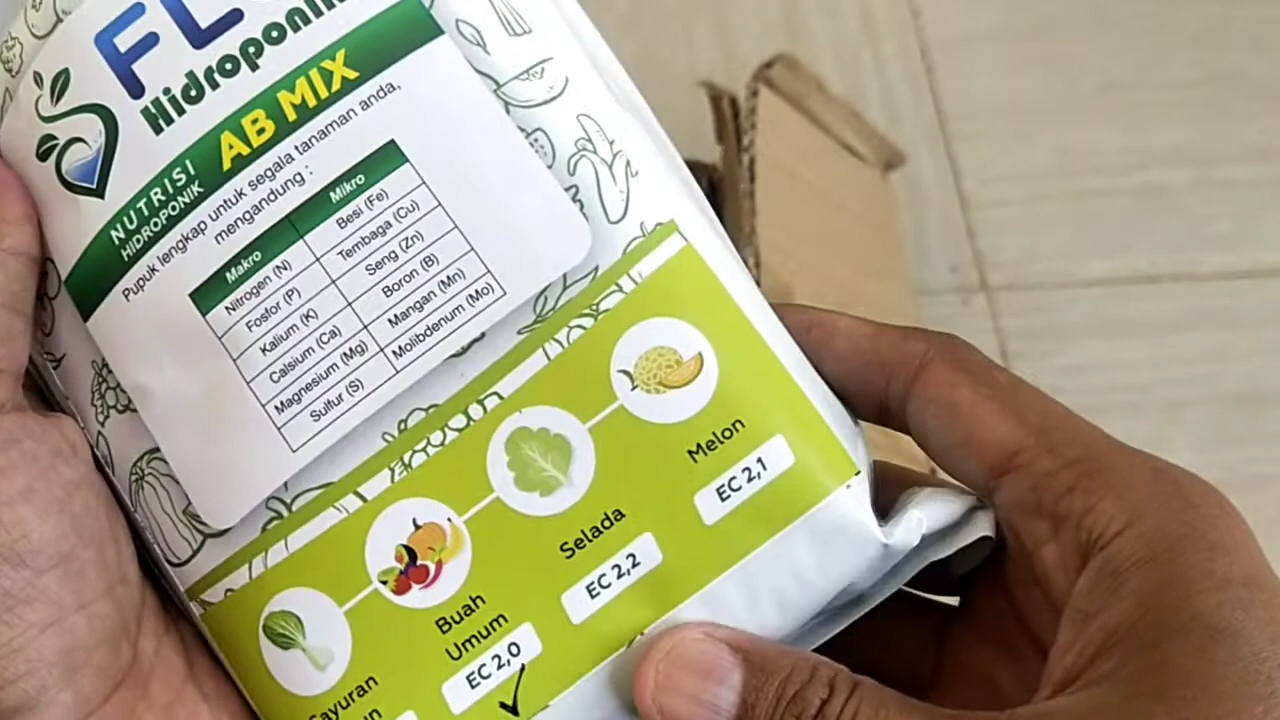 FL
Hidroponik
NUTRISI
HIDROPONIK
AB MIX
Pupuk lengkap untuk segala tanaman anda,
mengandung :
Makro
Mikro
Nitrogen (N)
Besi (Fe)
Fosfor (P)
Tembaga (Cu)
Kalium (K)
Seng (Zn)
Calsium (Ca)
Boron (B)
Magnesium (Mg)
Mangan (Mn)
Sulfur (S)
Molibdenum (Mo)
Melon
EC 2,1
Selada
EC 2,2
Buah
Umum
EC 2,0
Sayuran